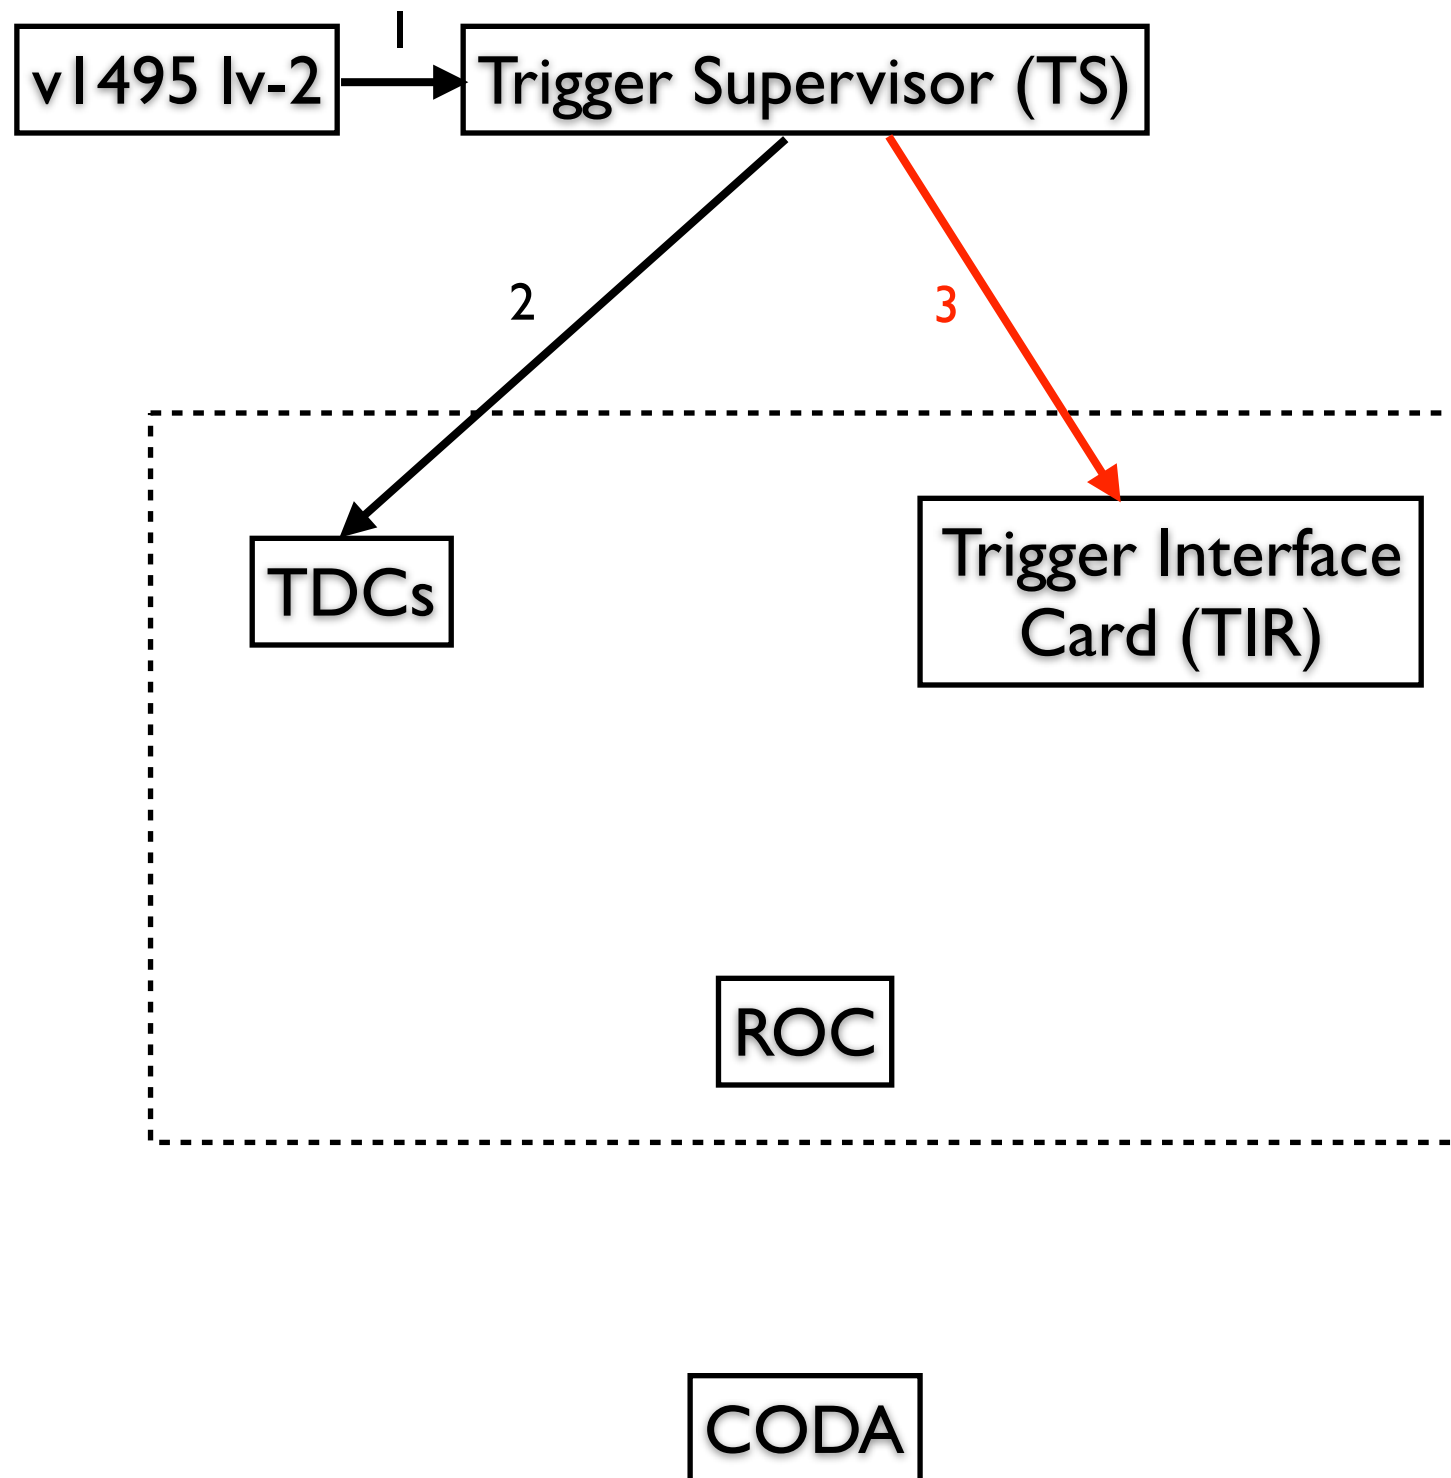 1
v1495 lv-2
Trigger Supervisor (TS)
2
3
TDCs
Trigger Interface
Card (TIR)
ROC
CODA